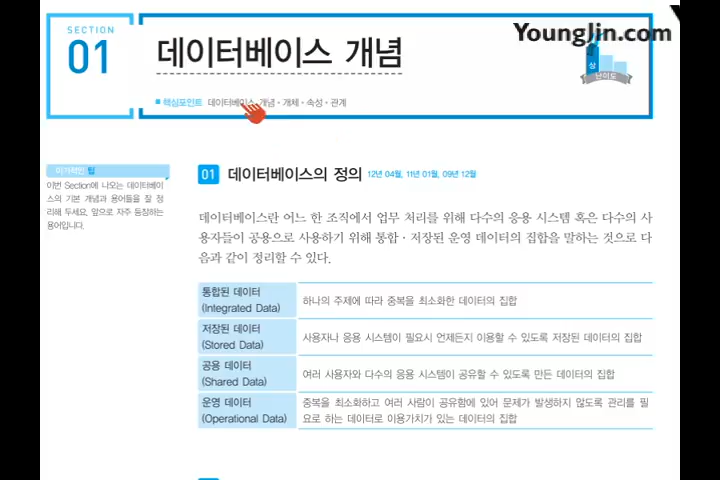 YoungJin.com
SECTION
01
데이터베이스 개념
상
난이도
■ 핵심포인트 데이터베이스 개념・개체・속성・관계
이기적인 팁
이번 Section에 나오는 데이터베이
스의 기본 개념과 용어들을 잘 정
리해 두세요. 앞으로 자주 등장하는
용어입니다.
01 데이터베이스의 정의 12년 04월, 11년 01월, 09년 12월
데이터베이스란 어느 한 조직에서 업무 처리를 위해 다수의 응용 시스템 혹은 다수의 사
용자들이 공용으로 사용하기 위해 통합・저장된 운영 데이터의 집합을 말하는 것으로 다
음과 같이 정리할 수 있다.
통합된 데이터
(Integrated Data)
하나의 주제에 따라 중복을 최소화한 데이터의 집합
저장된 데이터
(Stored Data)
사용자나 응용 시스템이 필요시 언제든지 이용할 수 있도록 저장된 데이터의 집합
공용 데이터
(Shared Data)
여러 사용자와 다수의 응용 시스템이 공유할 수 있도록 만든 데이터의 집합
운영 데이터
(Operational Data)
중복을 최소화하고 여러 사람이 공유함에 있어 문제가 발생하지 않도록 관리를 필
요로 하는 데이터로 이용가치가 있는 데이터의 집합